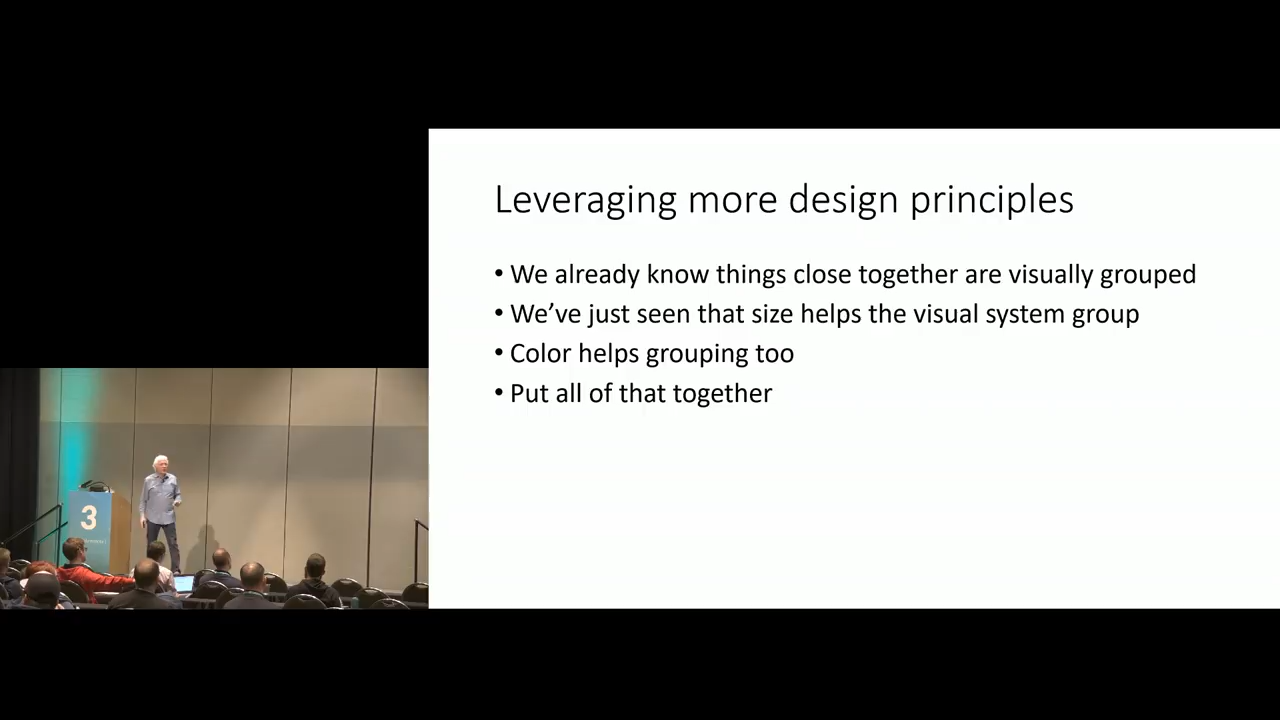 Leveraging more design principles
• We already know things close together are visually grouped
• We’ve just seen that size helps the visual system group
• Color helps grouping too
• Put all of that together
3